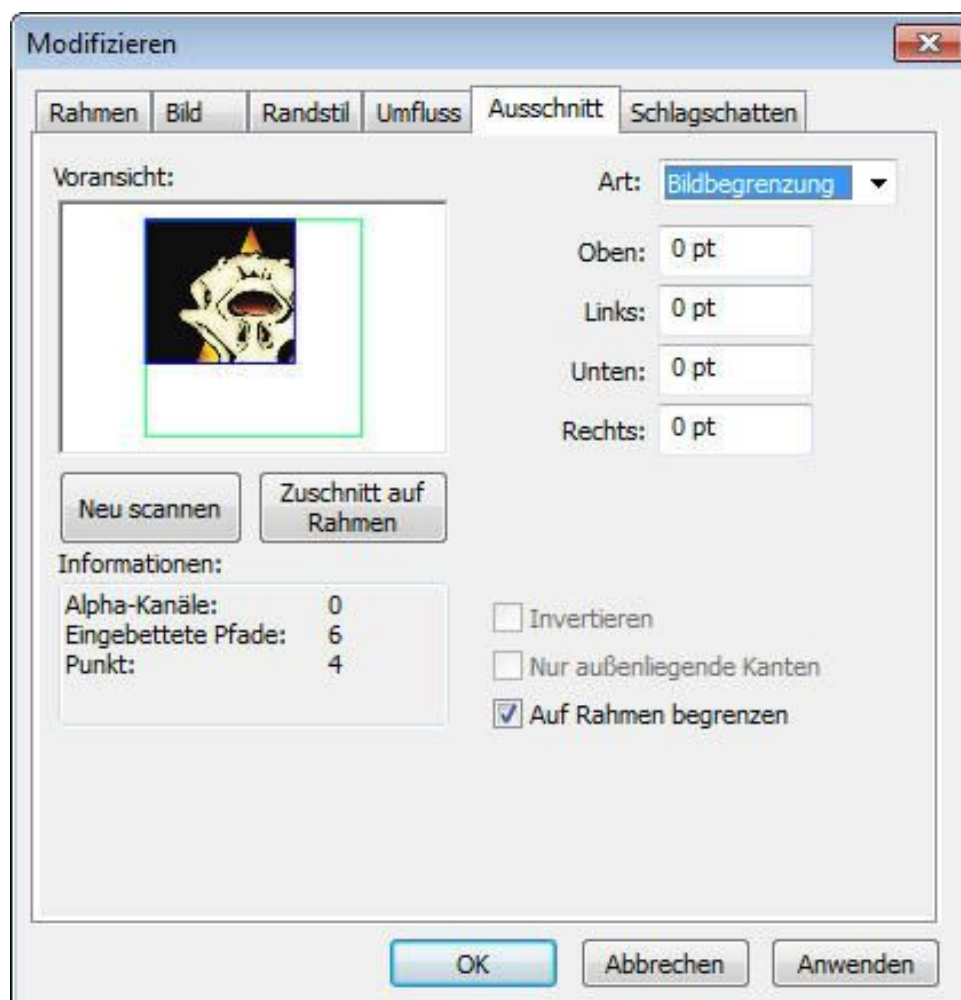 Modifizieren
Rahmen Bild Randstil Umfluss Ausschnitt Schlagschatten
Voransicht:
Art: Bildbegrenzung
Oben: 0 pt
Links: 0 pt
Unten: 0 pt
Rechts: 0 pt
Neu scannen
Zuschnitt auf
Rahmen
Informationen:
Alpha-Kanäle: 0
Eingebettete Pfade: 6
Punkt: 4
Invertieren
Nur außenliegende Kanten
Auf Rahmen begrenzen
OK Abbrechen Anwenden